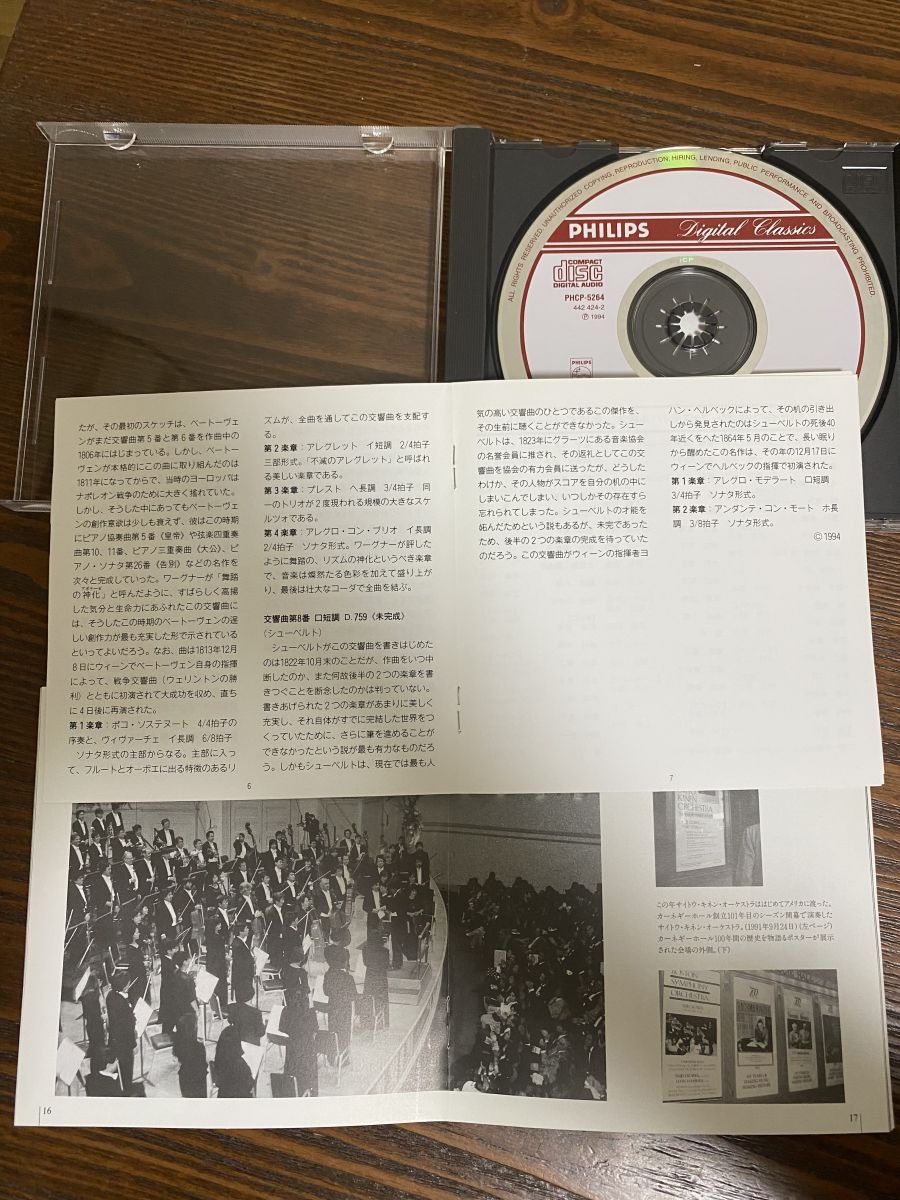 ALL RIGHTS RESERVED. UNAUTHORIZED COPYING, REPRODUCTION, HIRING, LENDING, PUBLIC PERFORMANCE AND BROADCASTING PROHIBITED.
PHILIPS Digital Classics
COMPACT
disc
DIGITAL AUDIO
PHCP-5264
442 424-2
Ⓟ 1994
ICP
PHILIPS
たが、その最初のスケッチは、ベートーヴェ
ンがまだ交響曲第5番と第6番を作曲中の
1806年にはじまっている。しかし、ベートー
ヴェンが本格的にこの曲に取り組んだのは
1811年になってからで、当時のヨーロッパは
ナポレオン戦争のために大きく揺れていた。
しかし、そうした中にあってもベートーヴェ
ンの創作意欲は少しも衰えず、彼はこの時期
にピアノ協奏曲第5番《皇帝》や弦楽四重奏
曲第10、11番、ピアノ三重奏曲《大公》、ピ
アノ・ソナタ第26番《告別》などの名作を
次々と完成していった。ワーグナーが「舞踏
の神化」と呼んだように、すばらしく高揚
した気分と生命力にあふれたこの交響曲に
は、そうしたこの時期のベートーヴェンの逞
しい創作力が最も充実した形で示されている
といってよいだろう。なお、曲は1813年12月
8日にウィーンでベートーヴェン自身の指揮
によって、戦争交響曲《ウェリントンの勝
利》とともに初演されて大成功を収め、直ち
に4日後に再演された。
第1楽章：ポコ・ソステヌート 4/4拍子の
序奏と、ヴィヴァーチェ イ長調 6/8拍子
ソナタ形式の主部からなる。主部に入っ
て、フルートとオーボエに出る特徴のあるリ
ズムが、全曲を通してこの交響曲を支配す
る。
第2楽章：アレグレット イ短調 2/4拍子
三部形式。「不滅のアレグレット」と呼ばれ
る美しい楽章である。
第3楽章：プレスト ヘ長調 3/4拍子 同
一のトリオが2度現われる規模の大きなスケ
ルツォである。
第4楽章：アレグロ・コン・ブリオ イ長調
2/4拍子 ソナタ形式。ワーグナーが評した
ように舞踏の、リズムの神化というべき楽章
で、音楽は燦然たる色彩を加えて盛り上が
り、最後は壮大なコーダで全曲を結ぶ。
交響曲第8番 ロ短調 D.759《未完成》
（シューベルト）
シューベルトがこの交響曲を書きはじめた
のは1822年10月末のことだが、作曲をいつ中
断したのか、また何故後半の2つの楽章を書
きつぐことを断念したのかは判っていない。
書きあげられた2つの楽章があまりに美しく
充実し、それ自体がすでに完結した世界をつ
くっていたために、さらに筆を進めることが
できなかったという説が最も有力なものだろ
う。しかもシューベルトは、現在では最も人
6
気の高い交響曲のひとつであるこの傑作を、
その生前に聴くことができなかった。シュー
ベルトは、1823年にグラーツにある音楽協会
の名誉会員に推され、その返礼としてこの交
響曲を協会の有力会員に送ったが、どうした
わけか、その人物がスコアを自分の机の中に
しまいこんでしまい、いつしかその存在すら
忘れられてしまった。シューベルトの才能を
妬んだためという説もあるが、未完であった
ため、後半の2つの楽章の完成を待っていた
のだろう。この交響曲がウィーンの指揮者ヨ
ハン・ヘルベックによって、その机の引き出
しから発見されたのはシューベルトの死後40
年近くをへた1864年5月のことで、長い眠り
から醒めたこの名作は、その年の12月17日に
ウィーンでヘルベックの指揮で初演された。
第1楽章：アレグロ・モデラート ロ短調
3/4拍子 ソナタ形式。
第2楽章：アンダンテ・コン・モート ホ長
調 3/8拍子 ソナタ形式。
© 1994
7
KINEN
ORCHESTRA
この年サイトウ・キネン・オーケストラははじめてアメリカに渡った。
カーネギーホール創立101年目のシーズン開幕で演奏した
サイトウ・キネン・オーケストラ。(1991年9月24日)(左ページ)
カーネギーホール100年間の歴史を物語るポスターが展示
された会場の外側。(下)
BOSTON
SYMPHONY
ORCHESTRA
16
17